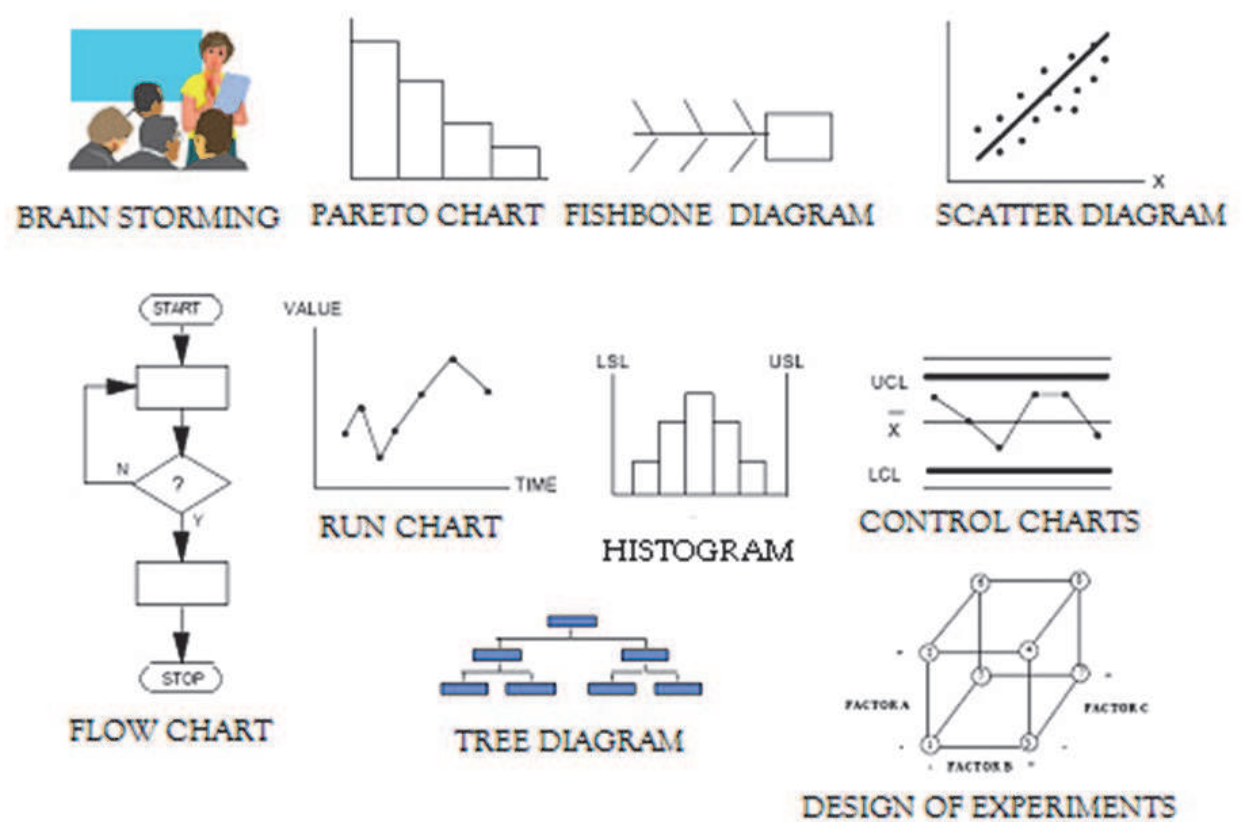 BRAIN STORMING
PARETO CHART
FISHBONE DIAGRAM
X
SCATTER DIAGRAM
START
N
?
Y
STOP
FLOW CHART
VALUE
TIME
RUN CHART
LSL
USL
HISTOGRAM
UCL
X
LCL
CONTROL CHARTS
TREE DIAGRAM
FACTOR A
FACTOR B
FACTOR C
DESIGN OF EXPERIMENTS